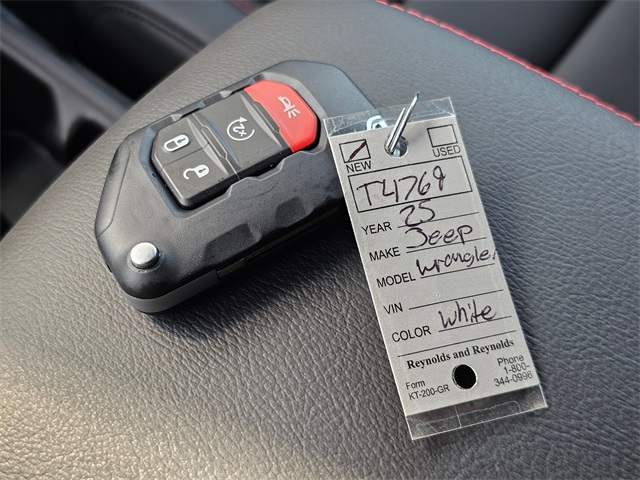 NEW USED
T4769
YEAR 25
MAKE Jeep
MODEL Wrangler
VIN
COLOR White
Reynolds and Reynolds
Form
KT-200-GR
Phone
1-800-
344-0996